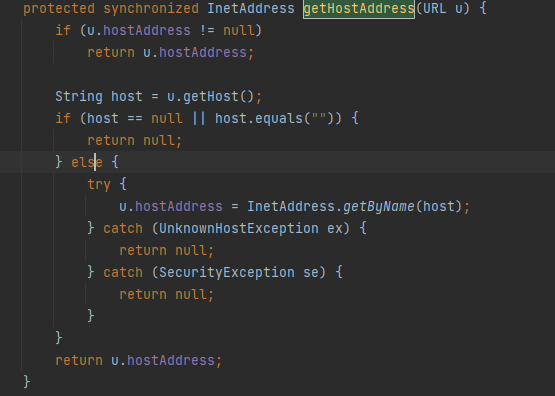 protected synchronized InetAddress getHostAddress(URL u) {
    if (u.hostAddress != null)
        return u.hostAddress;

    String host = u.getHost();
    if (host == null || host.equals("")) {
        return null;
    } else {
        try {
            u.hostAddress = InetAddress.getByName(host);
        } catch (UnknownHostException ex) {
            return null;
        } catch (SecurityException se) {
            return null;
        }
    }
    return u.hostAddress;
}